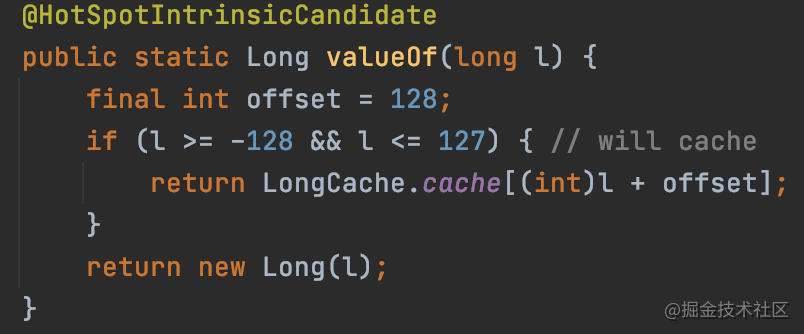 @HotSpotIntrinsicCandidate
public static Long valueOf(long l) {
    final int offset = 128;
    if (l >= -128 && l <= 127) { // will cache
        return LongCache.cache[(int)l + offset];
    }
    return new Long(l);
}
@掘金技术社区